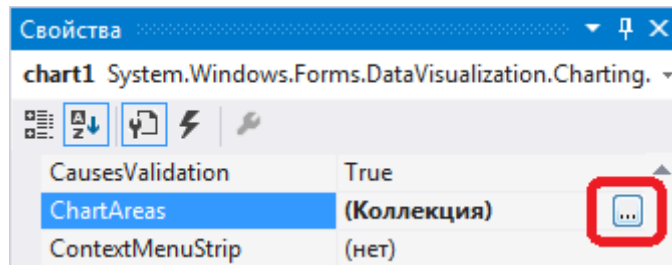 Свойства
chart1 System.Windows.Forms.DataVisualization.Charting.
CausesValidation True
ChartAreas (Коллекция) ...
ContextMenuStrip (нет)